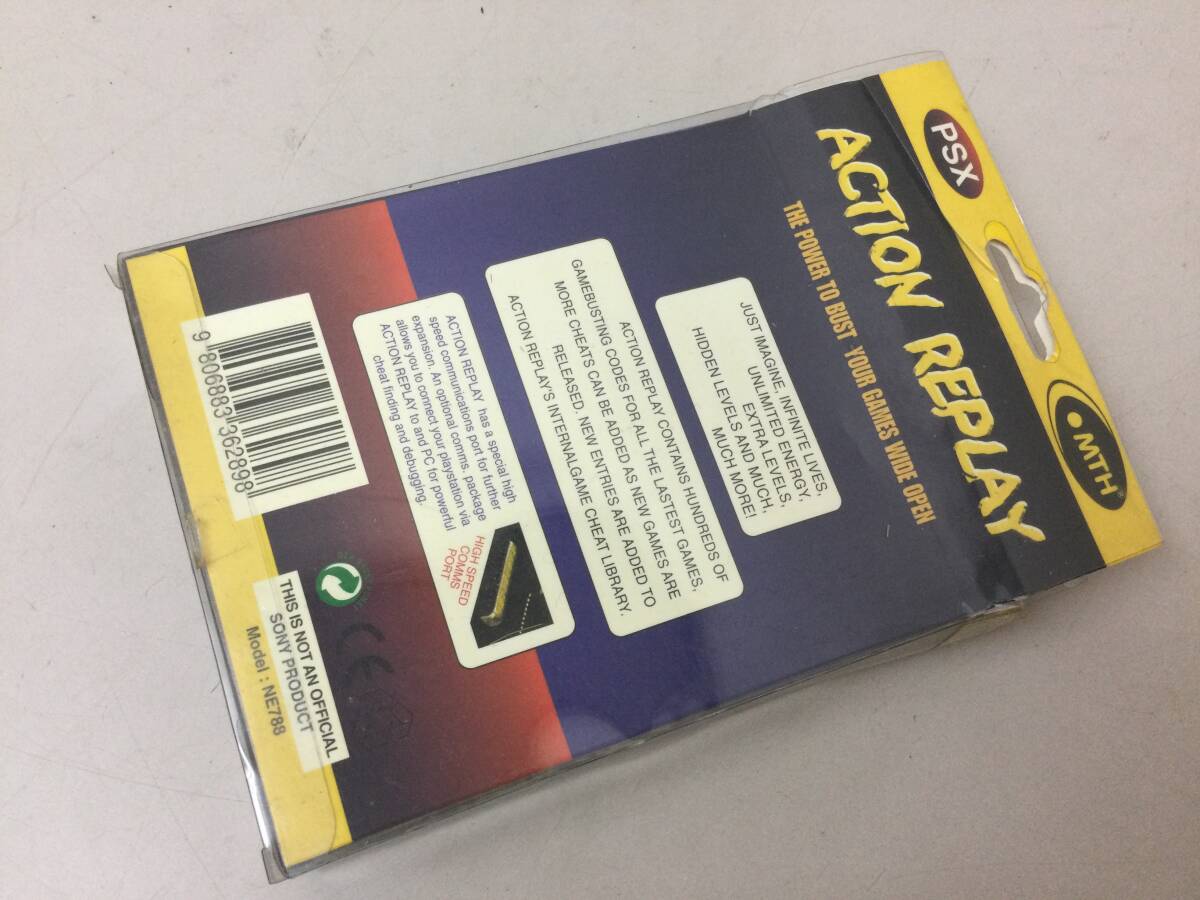 PSX
MTH®
ACTION REPLAY
THE POWER TO BUST YOUR GAMES WIDE OPEN
JUST IMAGINE, INFINITE LIVES,
UNLIMITED ENERGY,
EXTRA LEVELS,
HIDDEN LEVELS AND MUCH,
MUCH MORE!
ACTION REPLAY CONTAINS HUNDREDS OF
GAMEBUSTING CODES FOR ALL THE LASTEST GAMES,
MORE CHEATS CAN BE ADDED AS NEW GAMES ARE
RELEASED. NEW ENTRIES ARE ADDED TO
ACTION REPLAY'S INTERNALGAME CHEAT LIBRARY.
ACTION REPLAY has a special high
speed communications port for further
expansion. An optional comms. package
allows you to connect your playstation via
ACTION REPLAY to and PC for powerful
cheat finding and debugging.
HIGH SPEED
COMMS
PORT
9 806883 362898
CE
THIS IS NOT AN OFFICIAL
SONY PRODUCT
Model : NE788